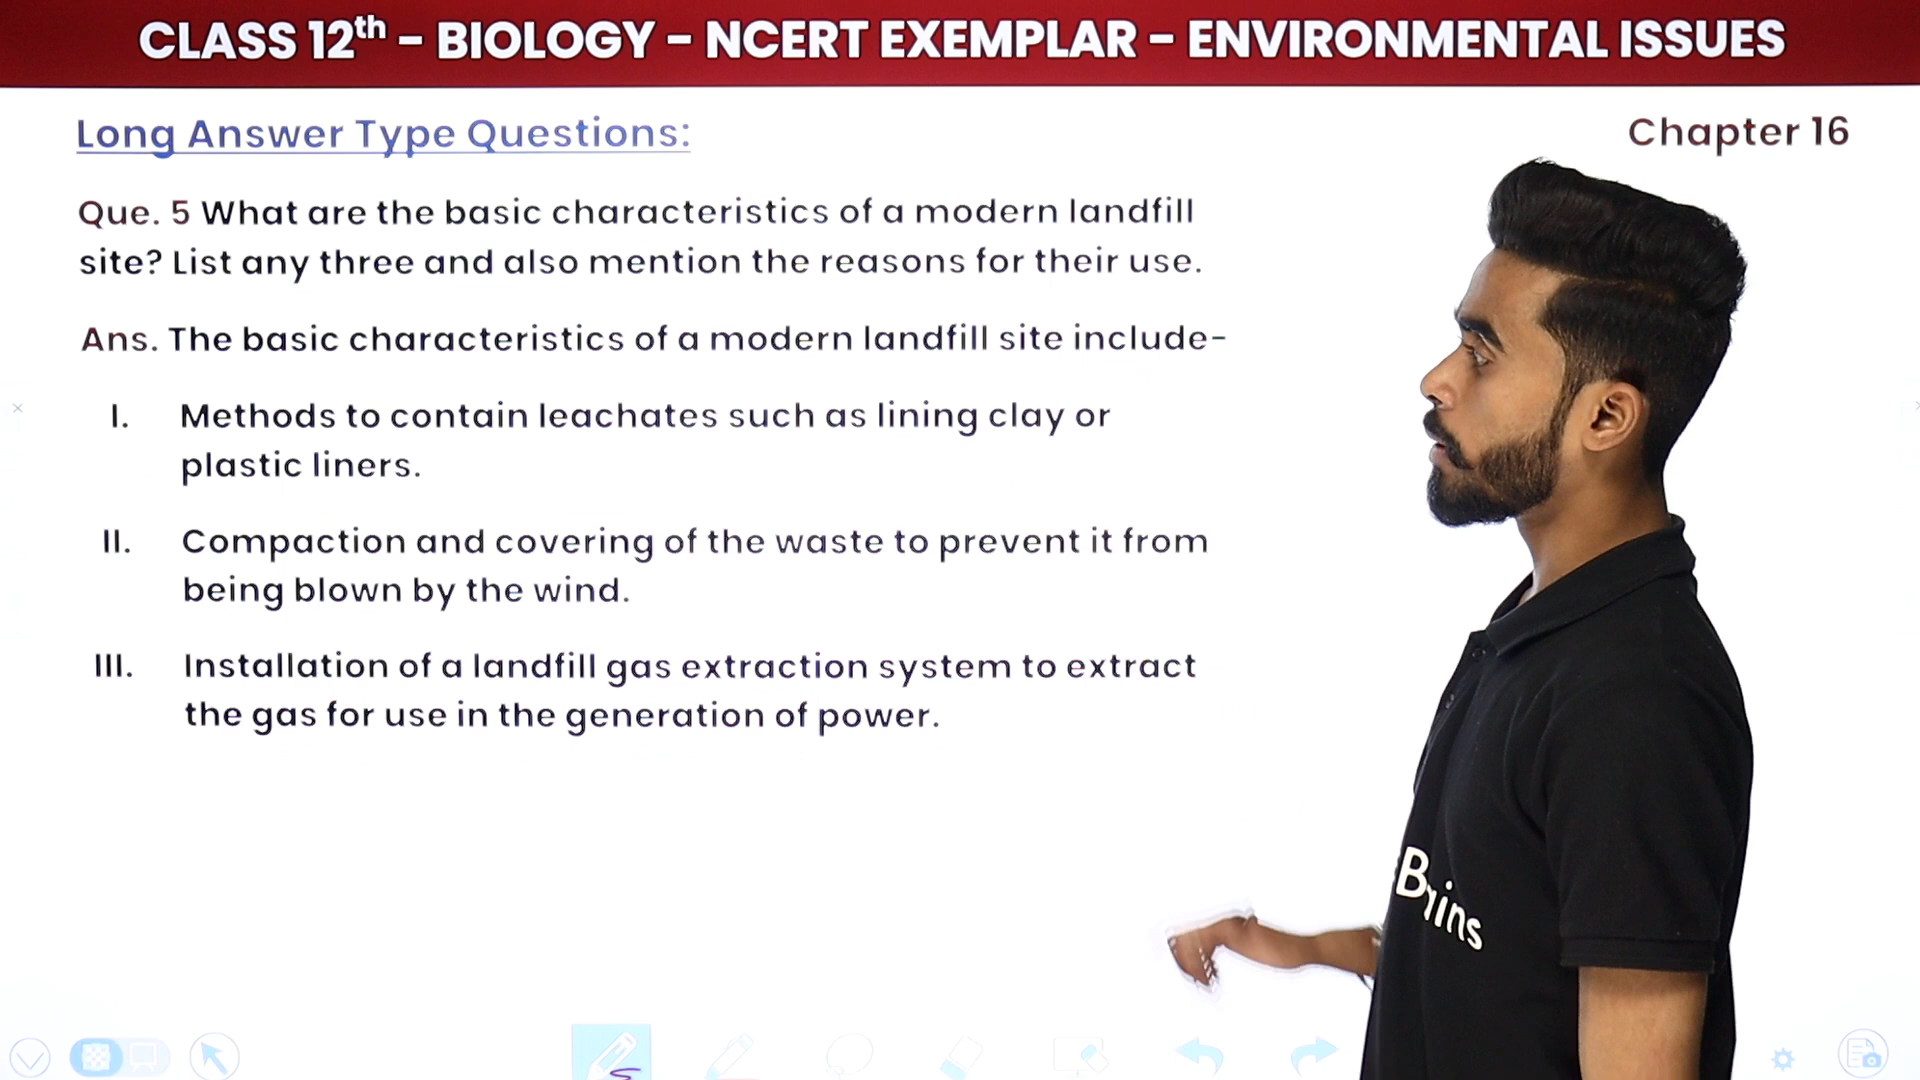 CLASS 12th - BIOLOGY - NCERT EXEMPLAR - ENVIRONMENTAL ISSUES
Long Answer Type Questions:
Chapter 16
Que. 5 What are the basic characteristics of a modern landfill
site? List any three and also mention the reasons for their use.
Ans. The basic characteristics of a modern landfill site include-
I. Methods to contain leachates such as lining clay or
plastic liners.
II. Compaction and covering of the waste to prevent it from
being blown by the wind.
III. Installation of a landfill gas extraction system to extract
the gas for use in the generation of power.
Brains